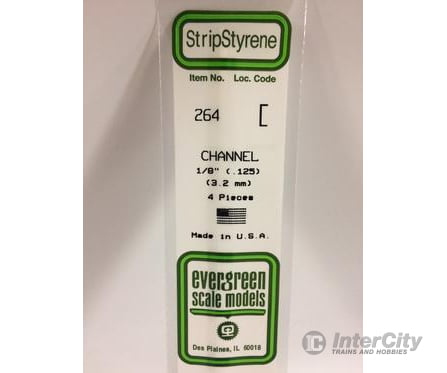 StripStyrene
Item No. Loc. Code
264 [
CHANNEL
1/8" (.125)
(3.2 mm)
4 Pieces
Made in U.S.A.
evergreen
scale models
Des Plaines, IL 60018
IC InterCity
TRAINS AND HOBBIES